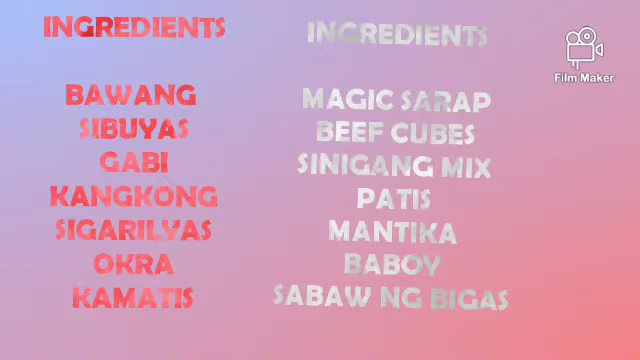 INGREDIENTS
BAWANG
SIBUYAS
GABI
KANGKONG
SIGARILYAS
OKRA
KAMATIS
INGREDIENTS
MAGIC SARAP
BEEF CUBES
SINIGANG MIX
PATIS
MANTIKA
BABOY
SABAW NG BIGAS
Film Maker